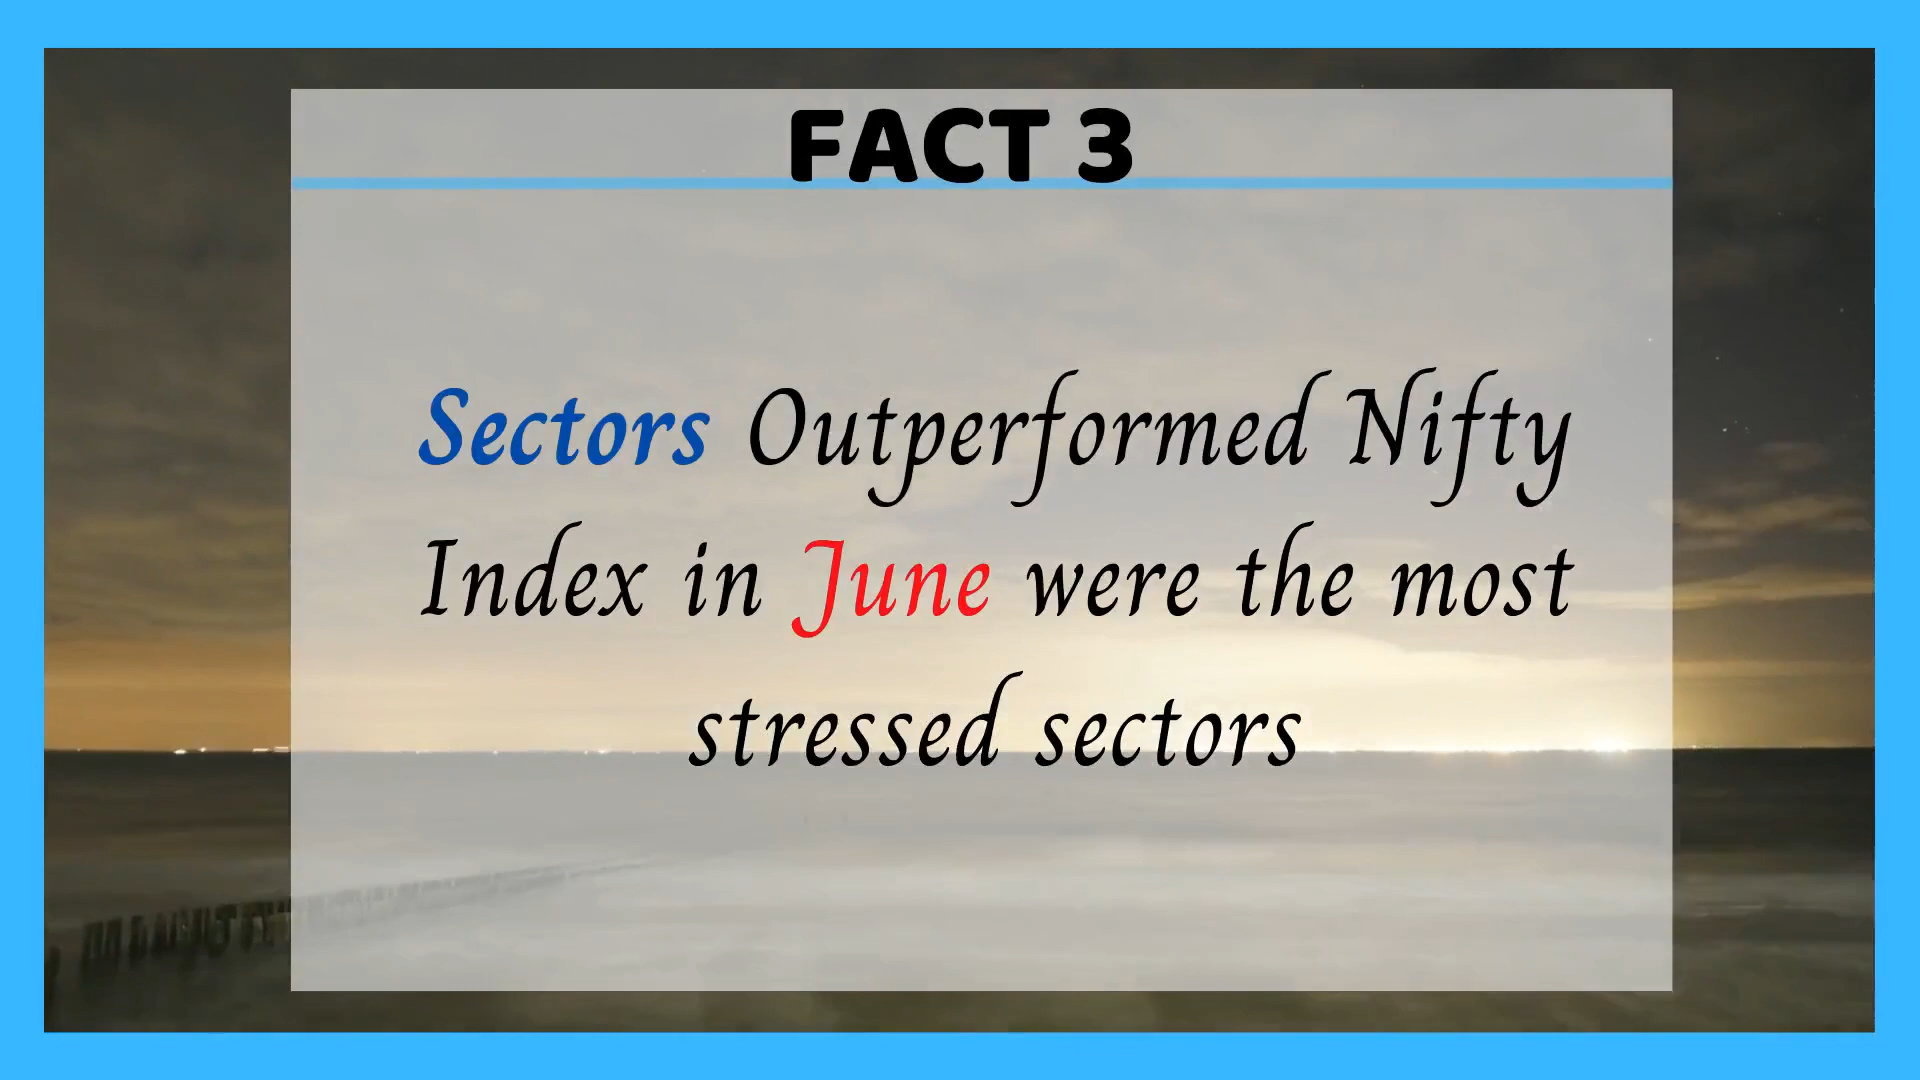 FACT 3
Sectors Outperformed Nifty
Index in June were the most
stressed sectors